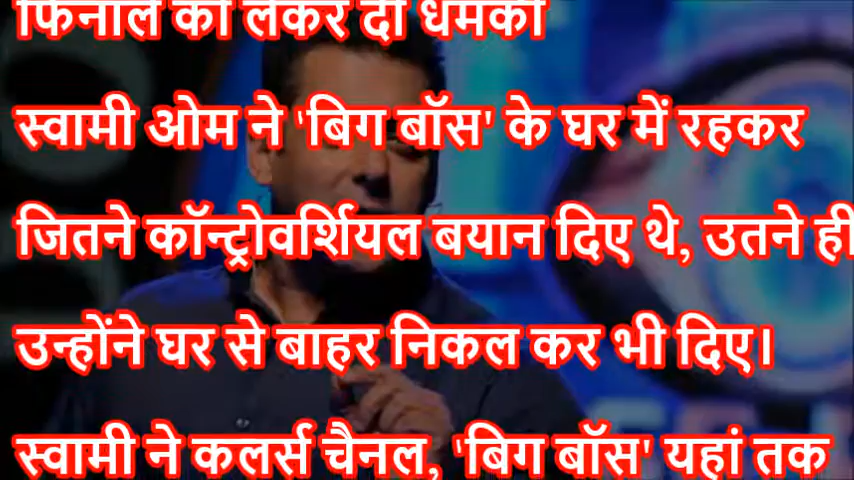 फिनाले को लेकर दी धमकी
स्वामी ओम ने 'बिग बॉस' के घर में रहकर
जितने कॉन्ट्रोवर्शियल बयान दिए थे, उतने ही
उन्होंने घर से बाहर निकल कर भी दिए।
स्वामी ने कलर्स चैनल, 'बिग बॉस' यहां तक